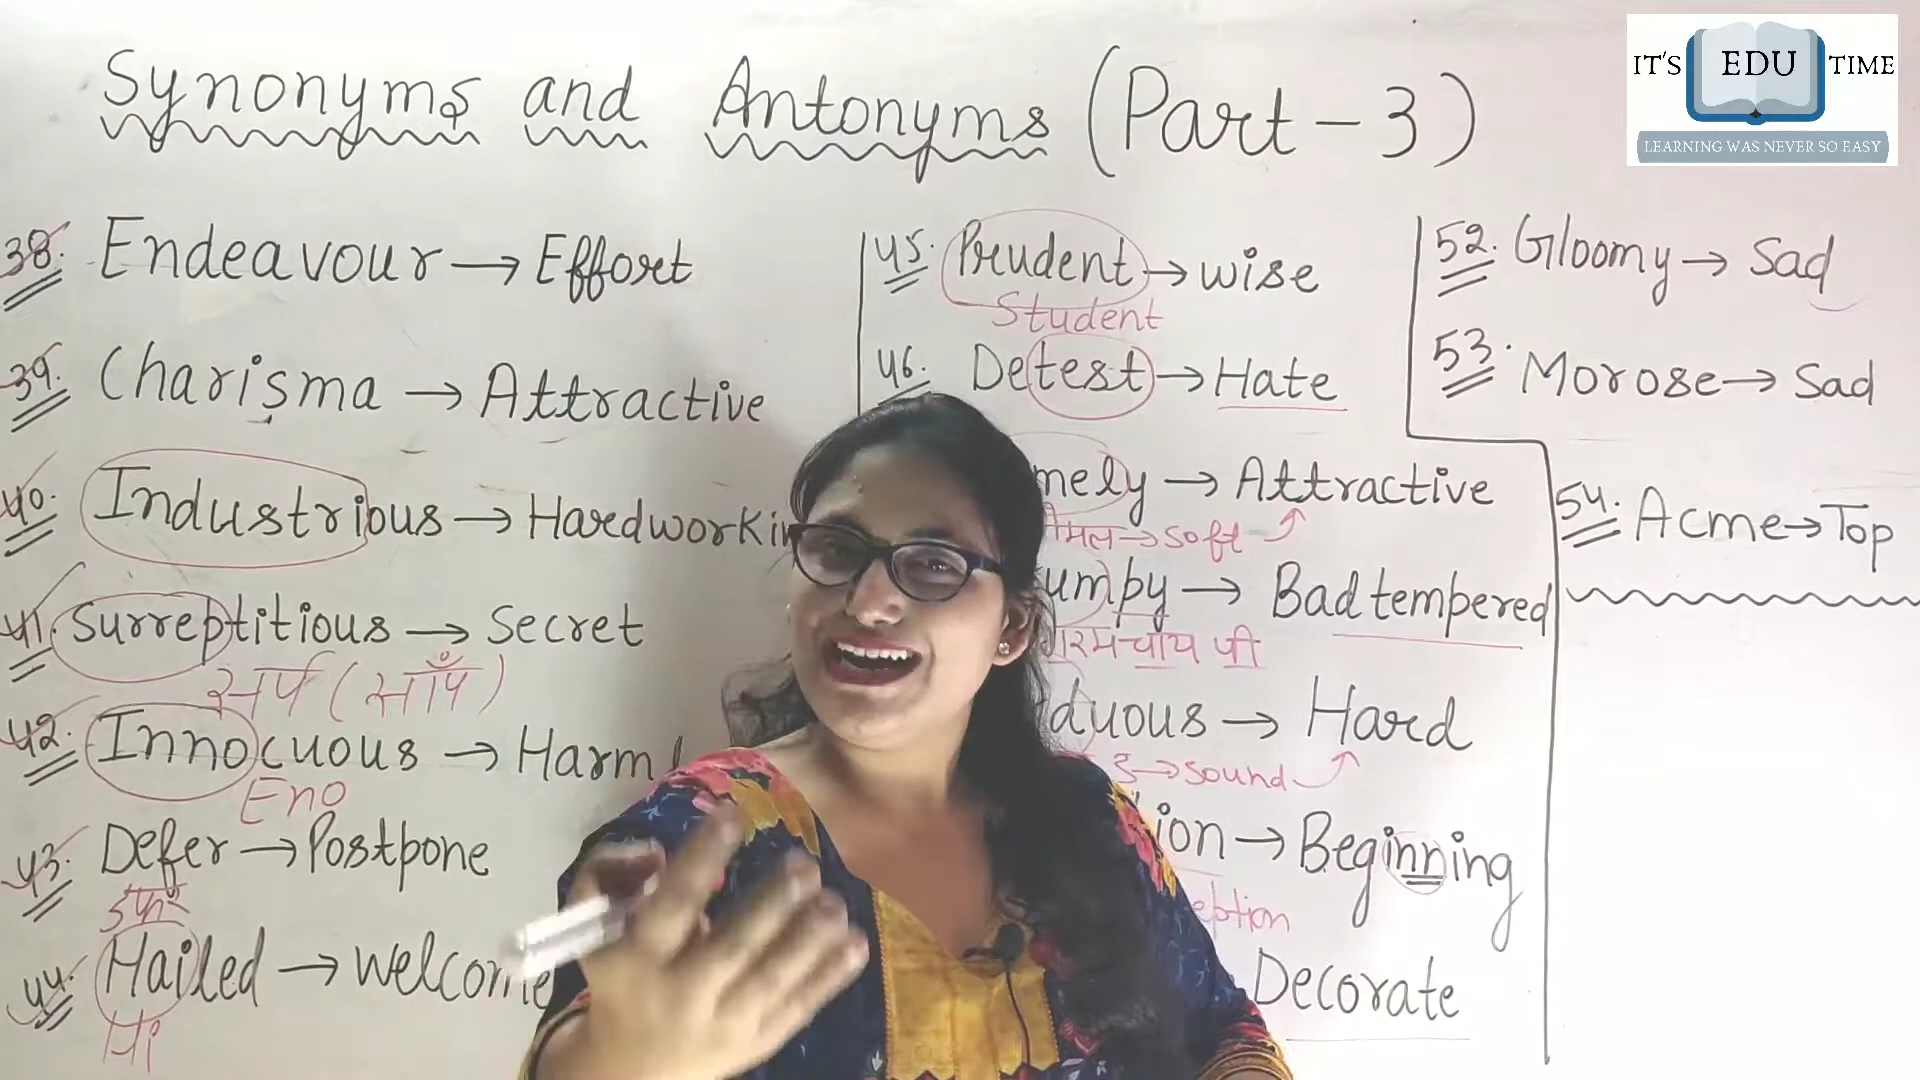 Synonyms and Antonyms (Part-3)
IT'S EDU TIME
LEARNING WAS NEVER SO EASY
38. Endeavour → Effort
39. Charisma → Attractive
40. Industrious → Hardworkin
41. Surreptitious → Secret
सर्प (साँप)
42. Innocuous → Harml
Eno
43. Defer → Postpone
44. Hailed → welcome
Hi
45. Prudent → wise
Student
46. Detest → Hate
mely → Attractive
→ soft
umpy → Bad tempered
चाय पी
duous → Hard
→ sound
ion → Beginning
eption
Decorate
52. Gloomy → Sad
53. Morose → Sad
54. Acme → Top